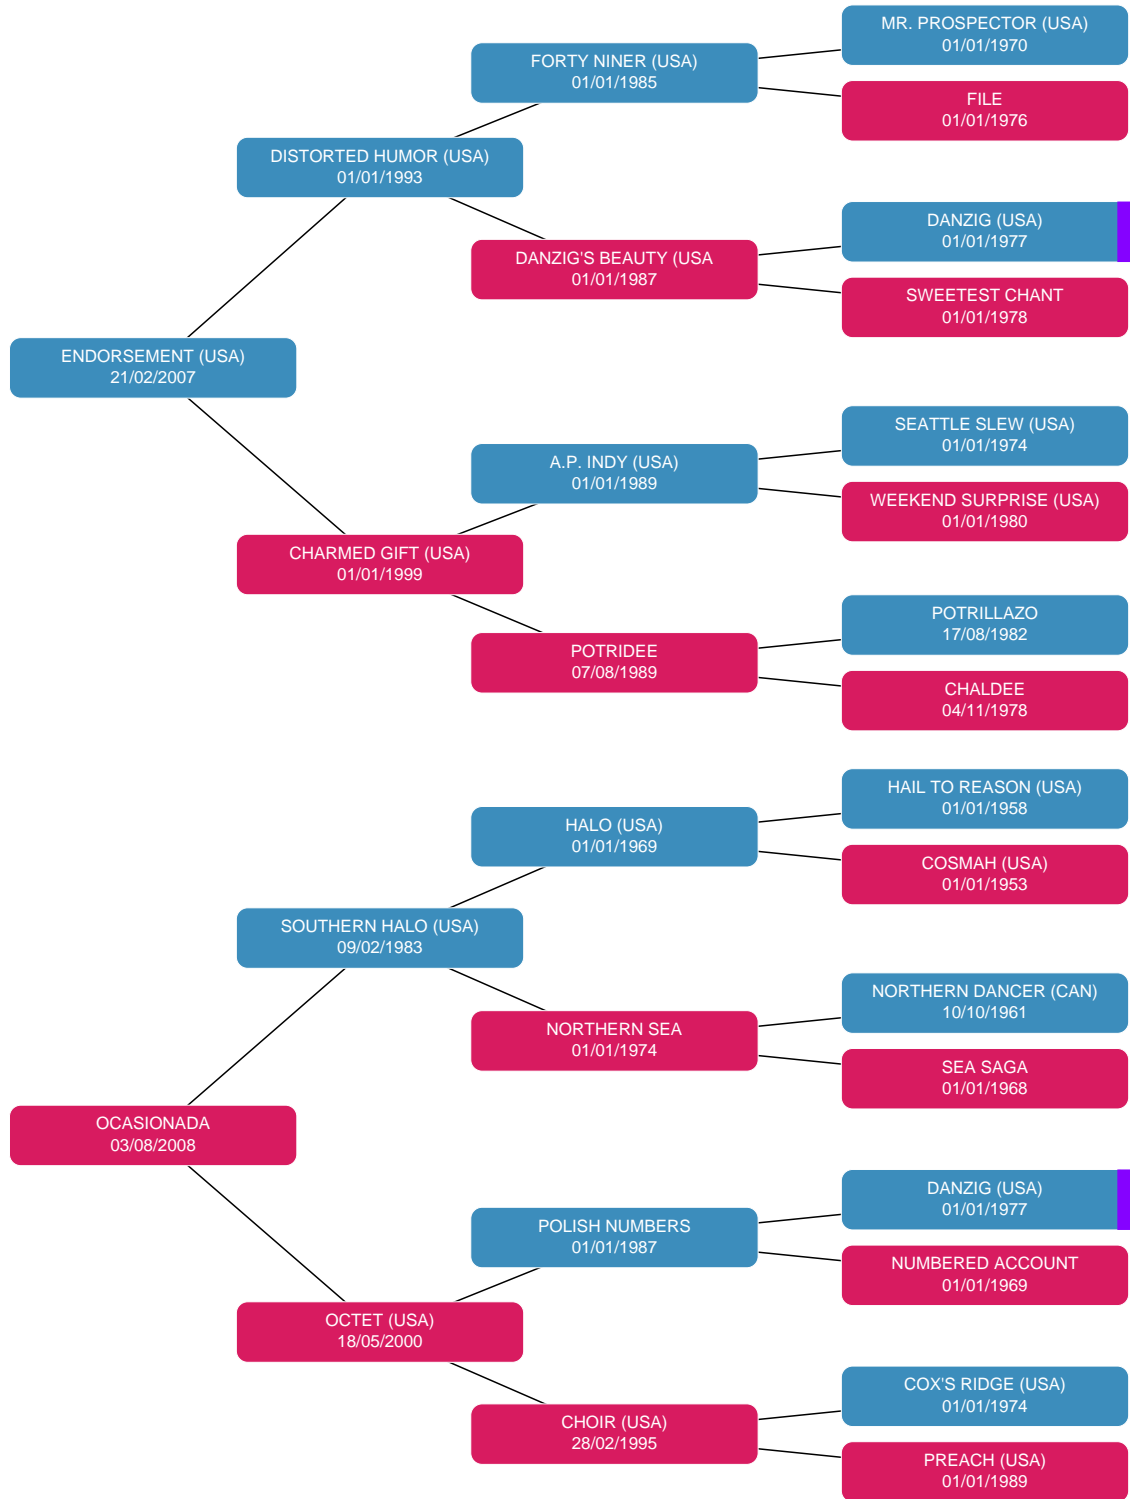 MR. PROSPECTOR (USA)
01/01/1970
FORTY NINER (USA)
01/01/1985
FILE
01/01/1976
DISTORTED HUMOR (USA)
01/01/1993
DANZIG (USA)
01/01/1977
DANZIG'S BEAUTY (USA
01/01/1987
SWEETEST CHANT
01/01/1978
ENDORSEMENT (USA)
21/02/2007
SEATTLE SLEW (USA)
01/01/1974
A.P. INDY (USA)
01/01/1989
WEEKEND SURPRISE (USA)
01/01/1980
CHARMED GIFT (USA)
01/01/1999
POTRILLAZO
17/08/1982
POTRIDEE
07/08/1989
CHALDEE
04/11/1978
HAIL TO REASON (USA)
01/01/1958
HALO (USA)
01/01/1969
COSMAH (USA)
01/01/1953
SOUTHERN HALO (USA)
09/02/1983
NORTHERN DANCER (CAN)
10/10/1961
NORTHERN SEA
01/01/1974
SEA SAGA
01/01/1968
OCASIONADA
03/08/2008
DANZIG (USA)
01/01/1977
POLISH NUMBERS
01/01/1987
NUMBERED ACCOUNT
01/01/1969
OCTET (USA)
18/05/2000
COX'S RIDGE (USA)
01/01/1974
CHOIR (USA)
28/02/1995
PREACH (USA)
01/01/1989